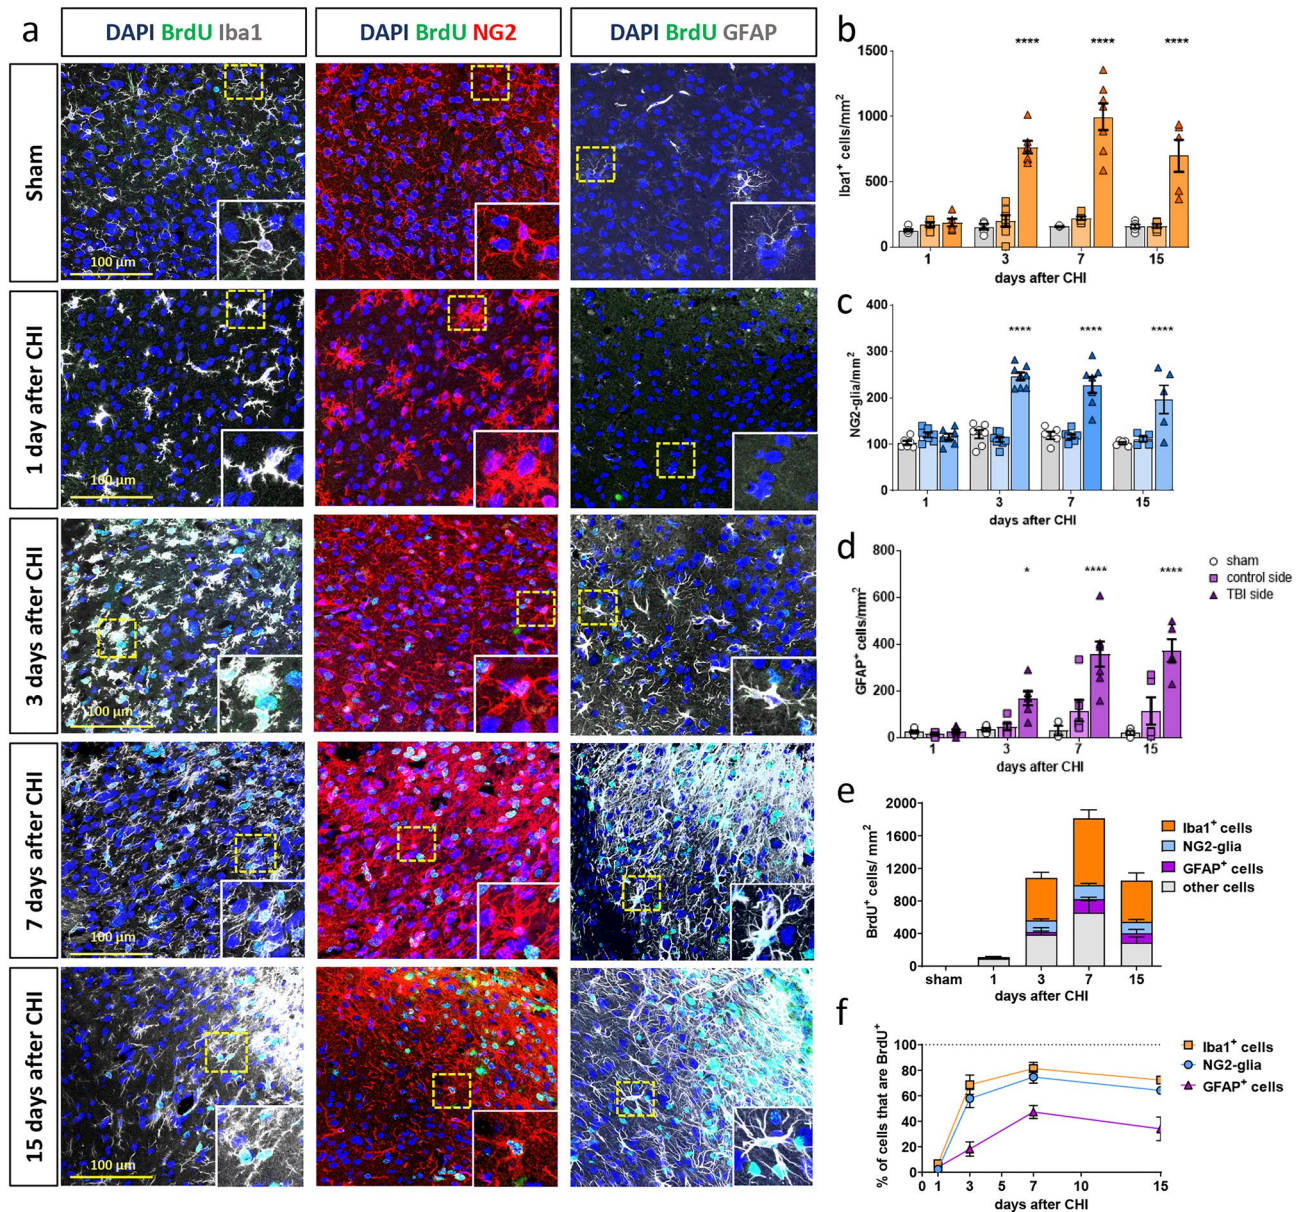 a
DAPI BrdU Iba1
DAPI BrdU NG2
DAPI BrdU GFAP
Sham
100 µm
1 day after CHI
100 µm
3 days after CHI
100 µm
7 days after CHI
100 µm
15 days after CHI
100 µm
b
Iba1⁺ cells/mm²
1500
1000
500
0
****
****
****
1
3
7
15
days after CHI
c
NG2-glia/mm²
400
300
200
100
0
****
****
****
1
3
7
15
days after CHI
d
GFAP⁺ cells/mm²
800
600
400
200
0
*
****
****
1
3
7
15
days after CHI
sham
control side
TBI side
e
BrdU⁺ cells/ mm²
2000
1600
1200
800
400
0
sham
1
3
7
15
days after CHI
Iba1⁺ cells
NG2-glia
GFAP⁺ cells
other cells
f
% of cells that are BrdU⁺
100
80
60
40
20
0
0
1
3
5
7
10
15
days after CHI
Iba1⁺ cells
NG2-glia
GFAP⁺ cells